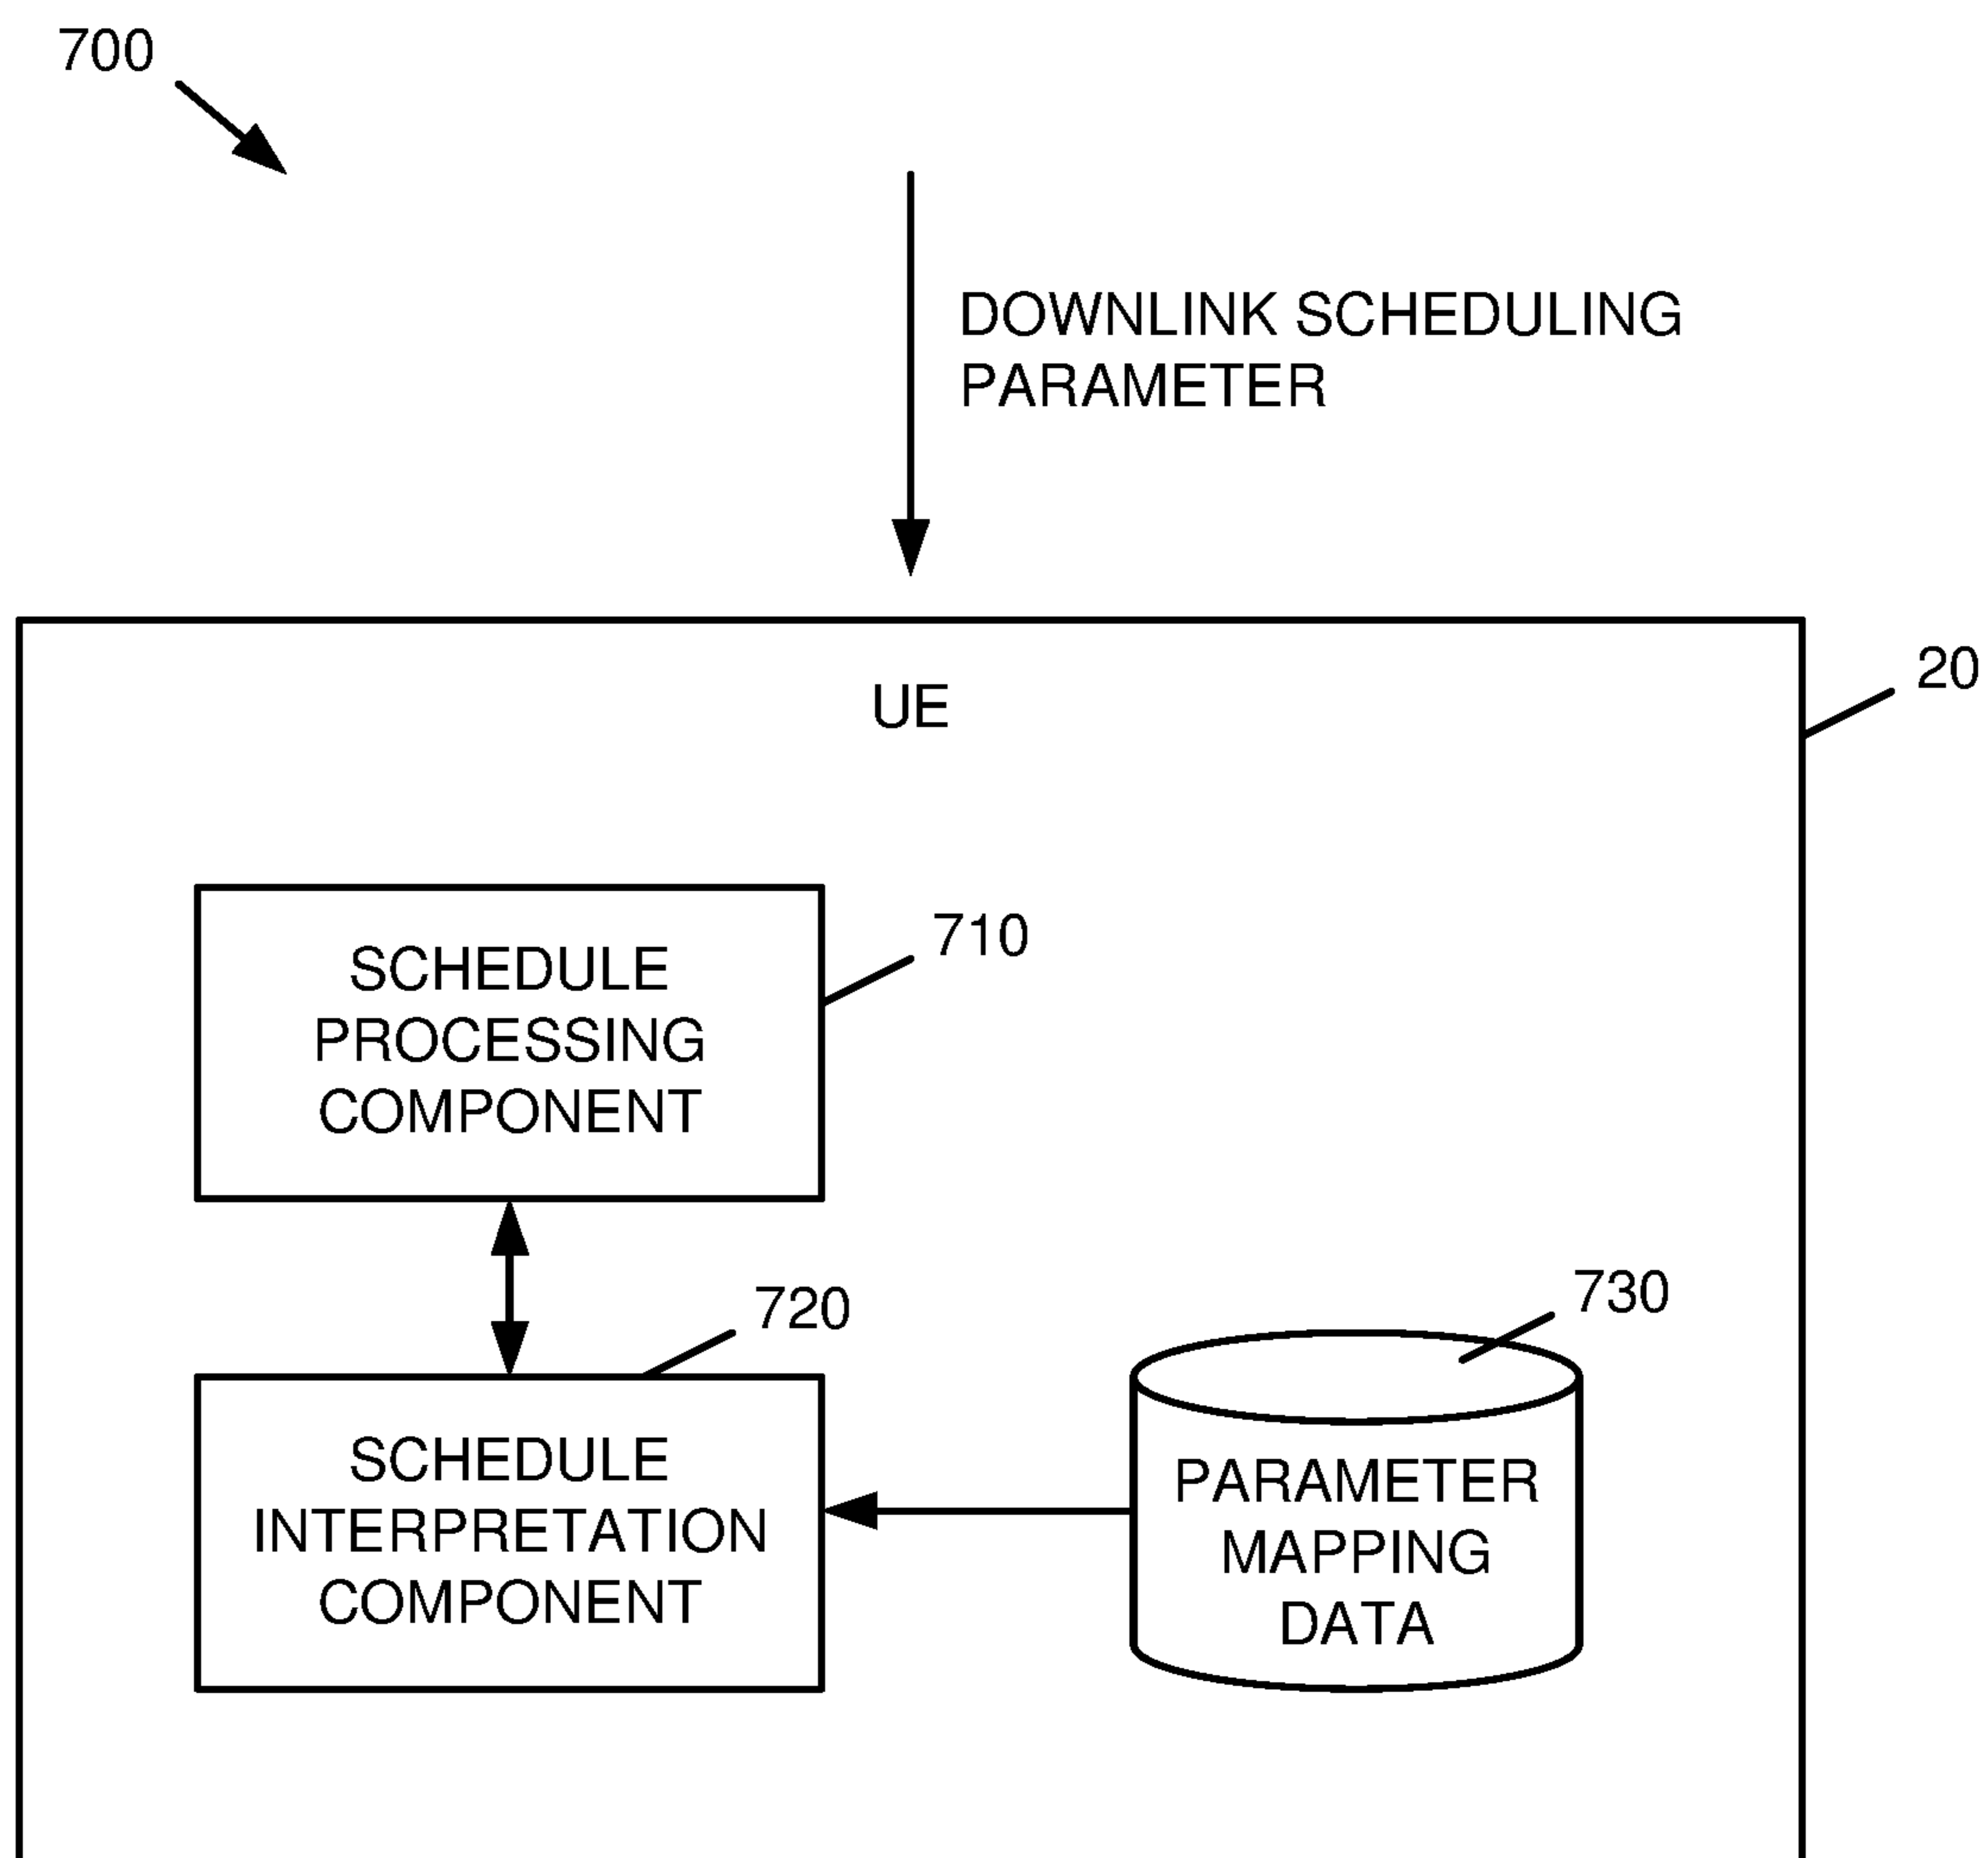 700
DOWNLINK SCHEDULING
PARAMETER
20
UE
710
SCHEDULE
PROCESSING
COMPONENT
720
730
SCHEDULE
INTERPRETATION
COMPONENT
PARAMETER
MAPPING
DATA